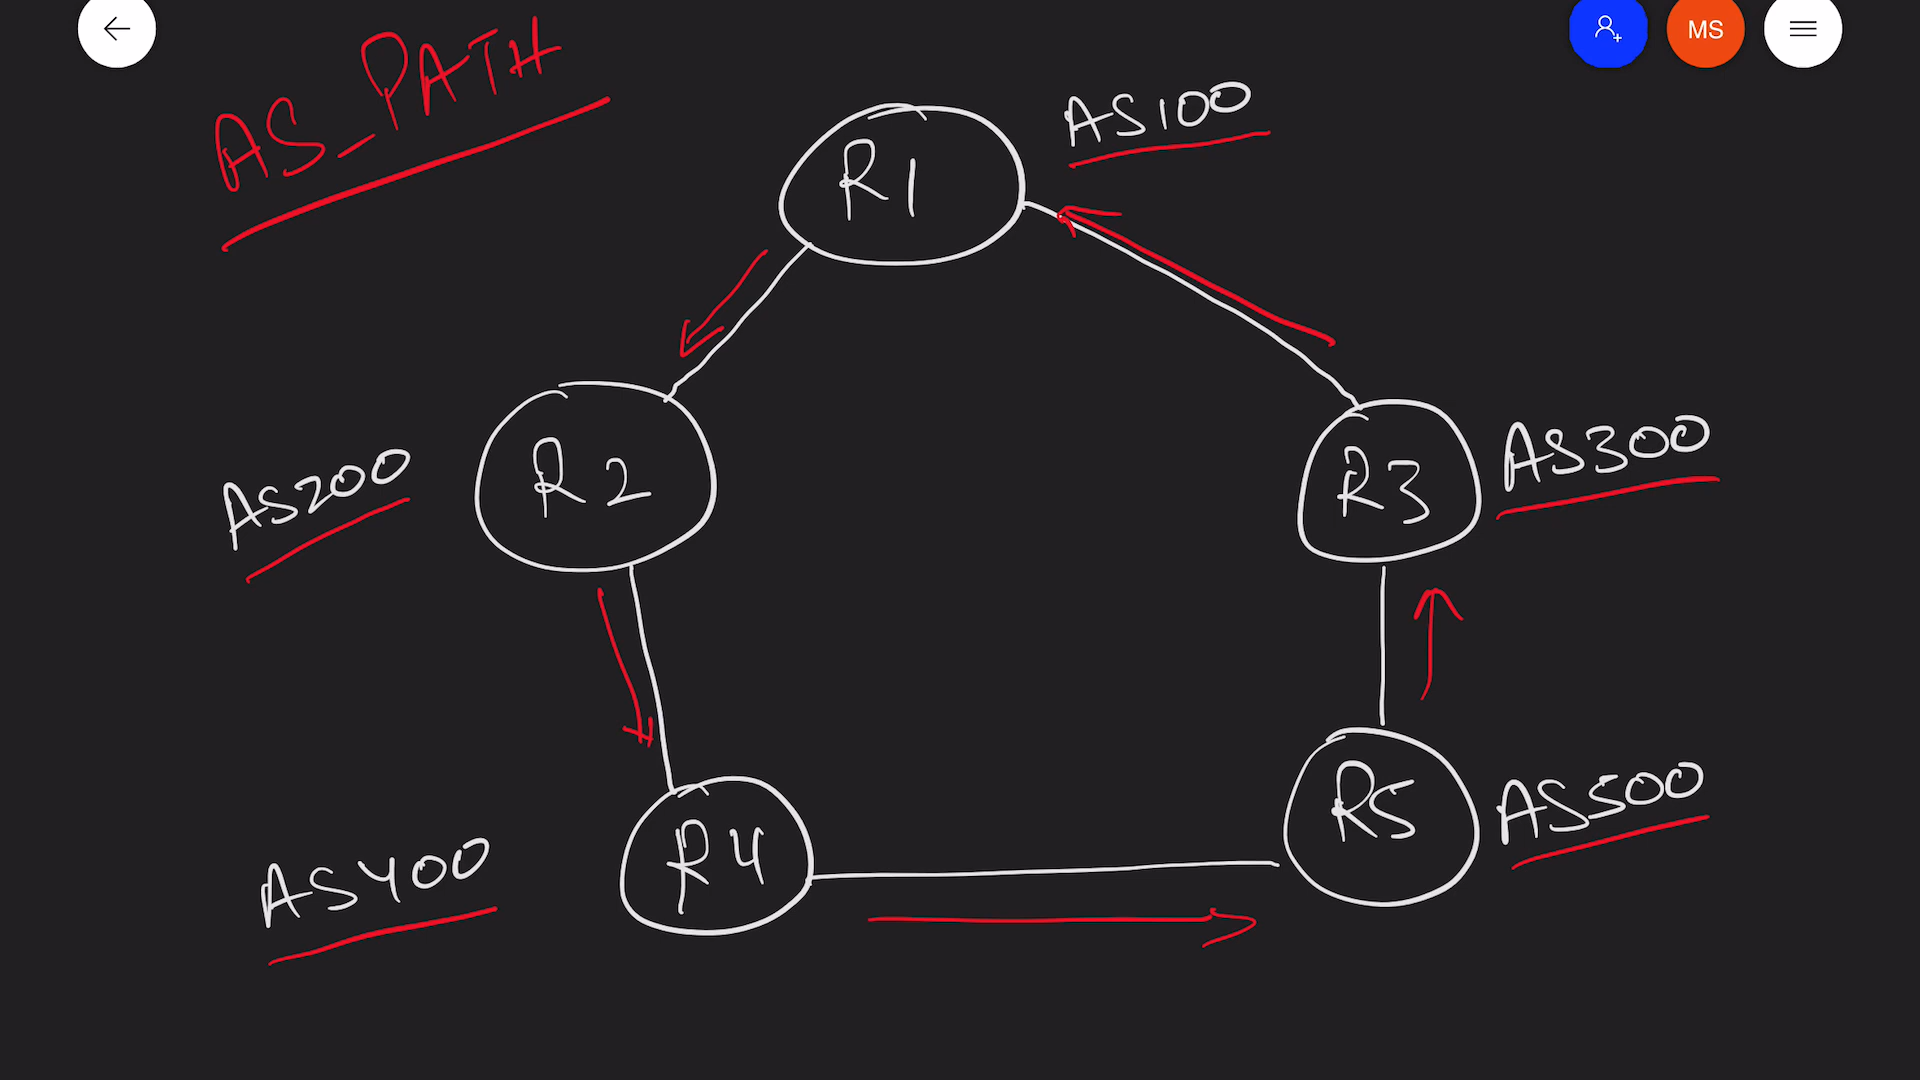 AS_PATH
MS
AS100
R1
AS200
R2
R3
AS300
AS400
R4
R5
AS500